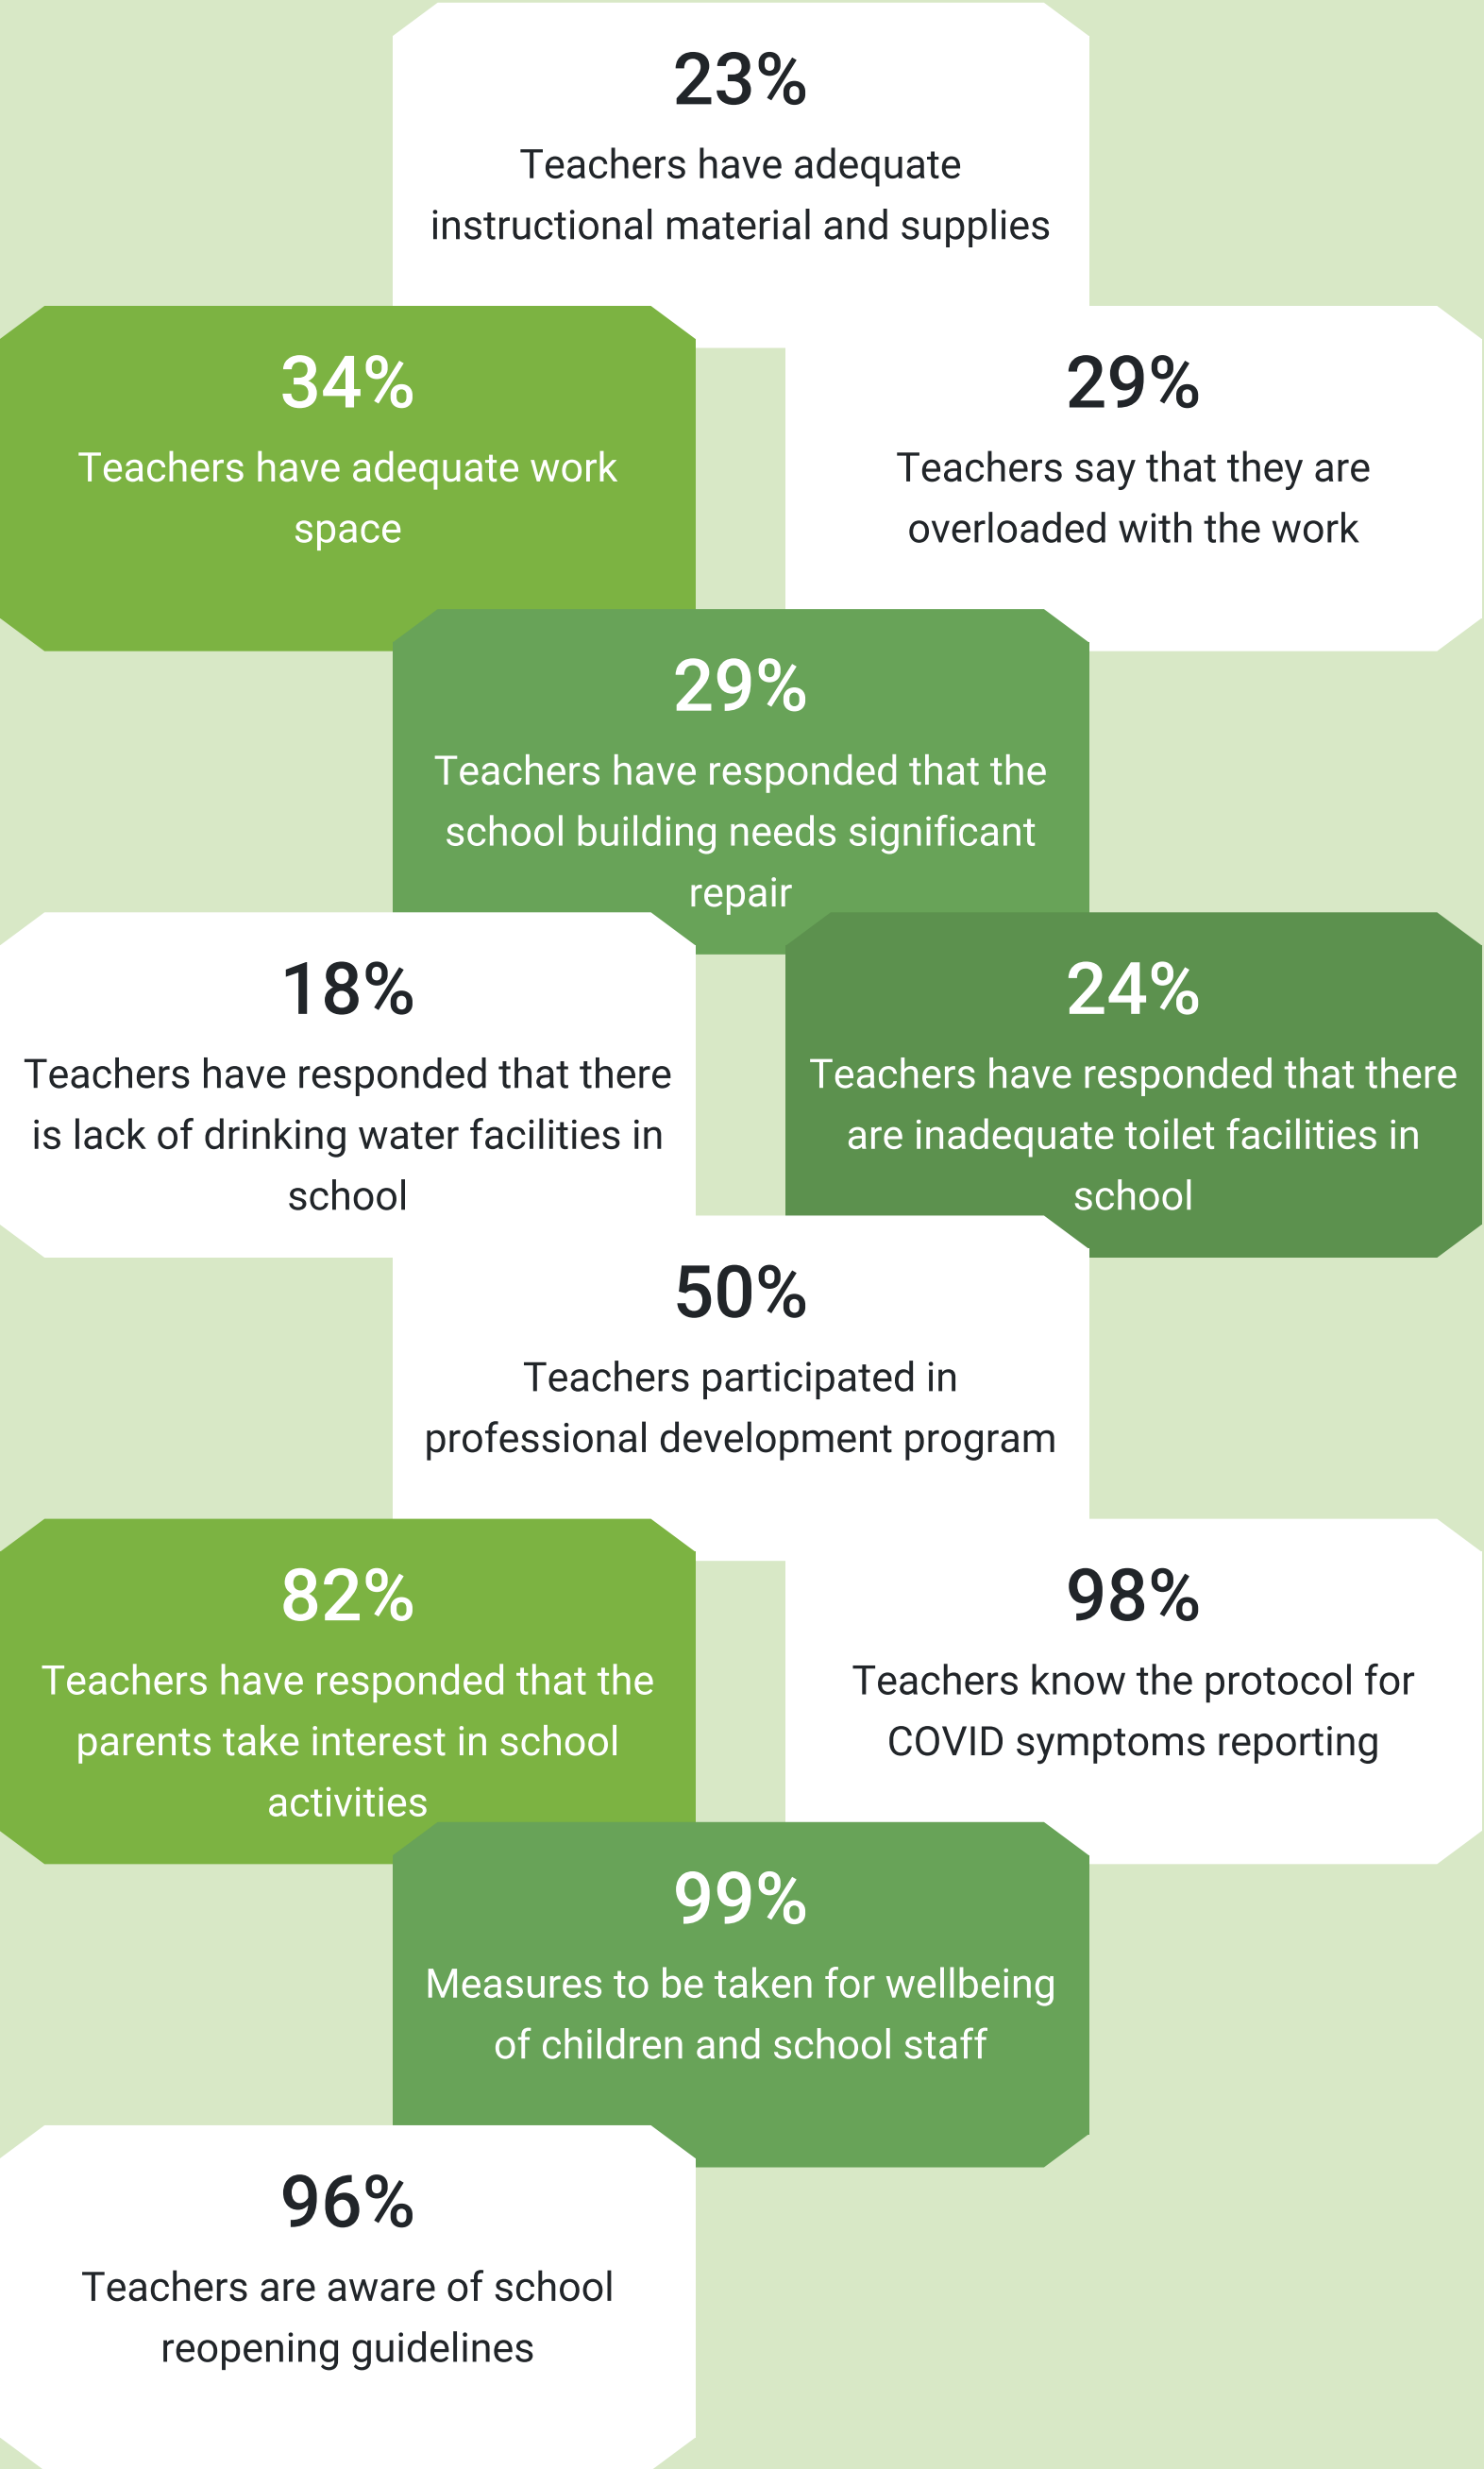 23%
Teachers have adequate
instructional material and supplies
34%
Teachers have adequate work
space
29%
Teachers say that they are
overloaded with the work
29%
Teachers have responded that the
school building needs significant
repair
18%
Teachers have responded that there
is lack of drinking water facilities in
school
24%
Teachers have responded that there
are inadequate toilet facilities in
school
50%
Teachers participated in
professional development program
82%
Teachers have responded that the
parents take interest in school
activities
98%
Teachers know the protocol for
COVID symptoms reporting
99%
Measures to be taken for wellbeing
of children and school staff
96%
Teachers are aware of school
reopening guidelines